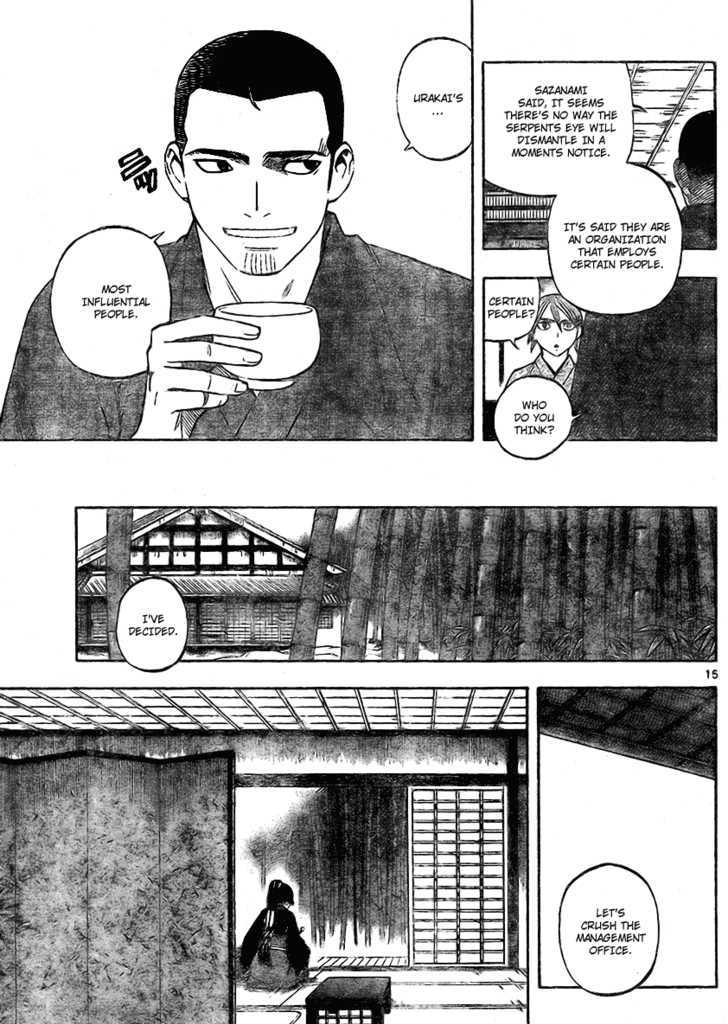 SAZANAMI
SAID, IT SEEMS
THERE'S NO WAY THE
SERPENTS EYE WILL
DISMANTLE IN A
MOMENTS NOTICE.
IT'S SAID THEY ARE
AN ORGANIZATION
THAT EMPLOYS
CERTAIN PEOPLE.
CERTAIN
PEOPLE?
WHO
DO YOU
THINK?
URAKAI'S
...
MOST
INFLUENTIAL
PEOPLE.
I'VE
DECIDED.
15
LET'S
CRUSH THE
MANAGEMENT
OFFICE.